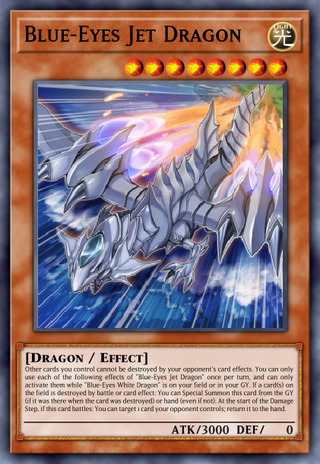 Blue-Eyes Jet Dragon
LIGHT
光
[Dragon / Effect]
Other cards you control cannot be destroyed by your opponent's card effects. You can only
use each of the following effects of "Blue-Eyes Jet Dragon" once per turn, and can only
activate them while "Blue-Eyes White Dragon" is on your field or in your GY. If a card(s) on
the field is destroyed by battle or card effect: You can Special Summon this card from the GY
(if it was there when the card was destroyed) or hand (even if not). At the start of the
Damage Step, if this card battles: You can target 1 card your opponent controls; return it to the hand.
ATK/3000 DEF/ 0